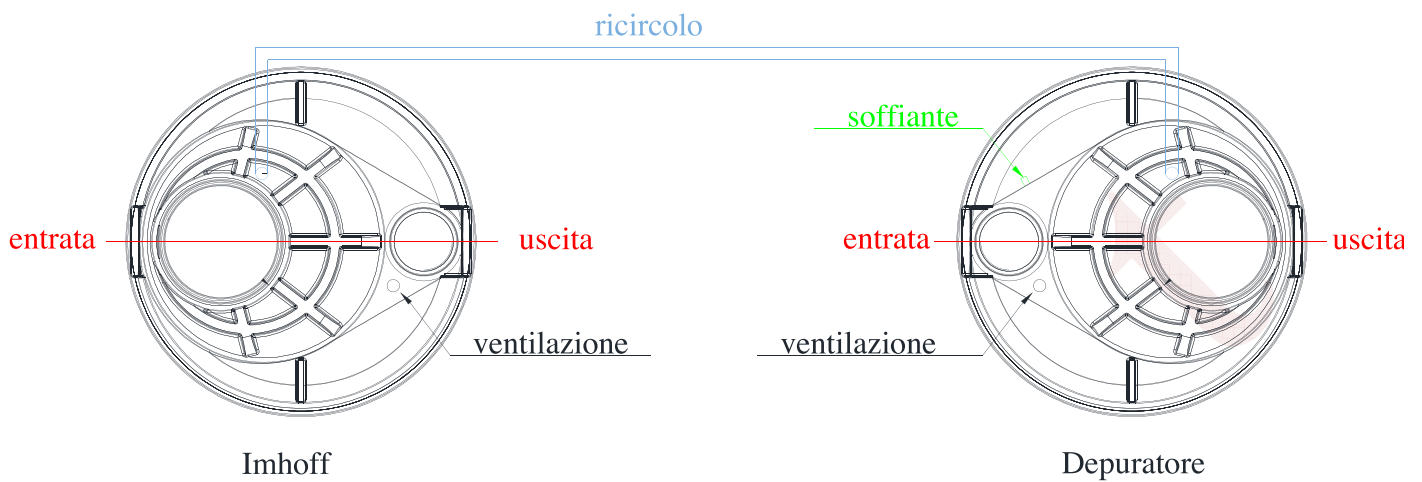 ricircolo
soffiante
entrata
uscita
entrata
uscita
ventilazione
ventilazione
Imhoff
Depuratore